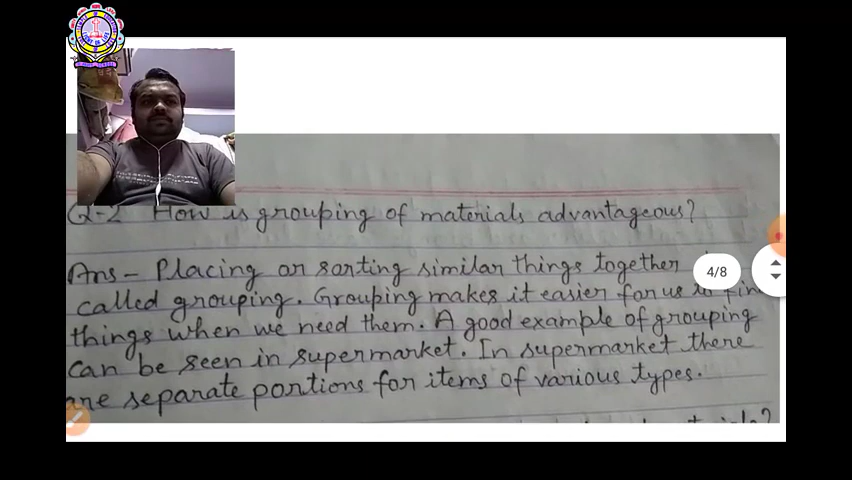 Q-2 How is grouping of materials advantageous?
Ans - Placing or sorting similar things together
called grouping. Grouping makes it easier for us to find
things when we need them. A good example of grouping
can be seen in supermarket. In supermarket there
are separate portions for items of various types.
4/8